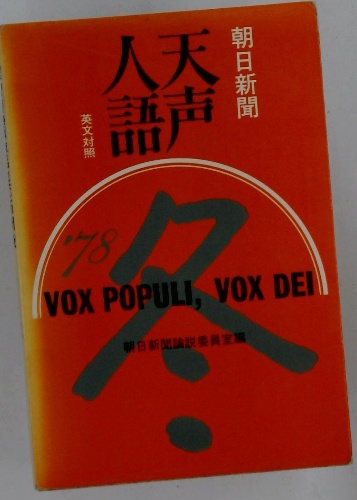 朝日新聞
天声
人語
英文対照
冬
'78
VOX POPULI, VOX DEI
朝日新聞論説委員室編